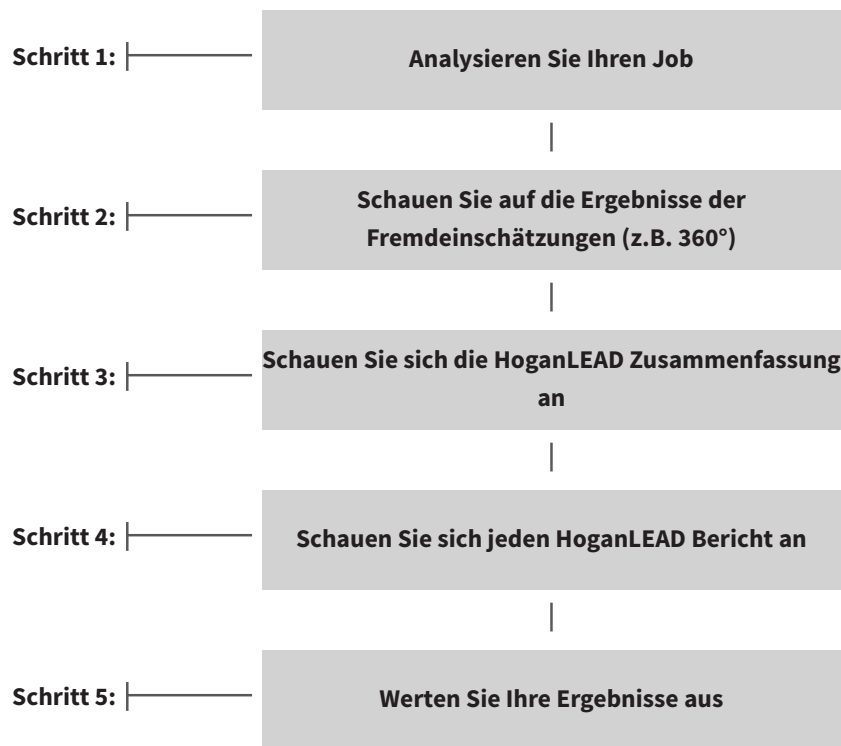 Schritt 1:
Analysieren Sie Ihren Job
Schritt 2:
Schauen Sie auf die Ergebnisse der
Fremdeinschätzungen (z.B. 360°)
Schritt 3:
Schauen Sie sich die HoganLEAD Zusammenfassung
an
Schritt 4:
Schauen Sie sich jeden HoganLEAD Bericht an
Schritt 5:
Werten Sie Ihre Ergebnisse aus